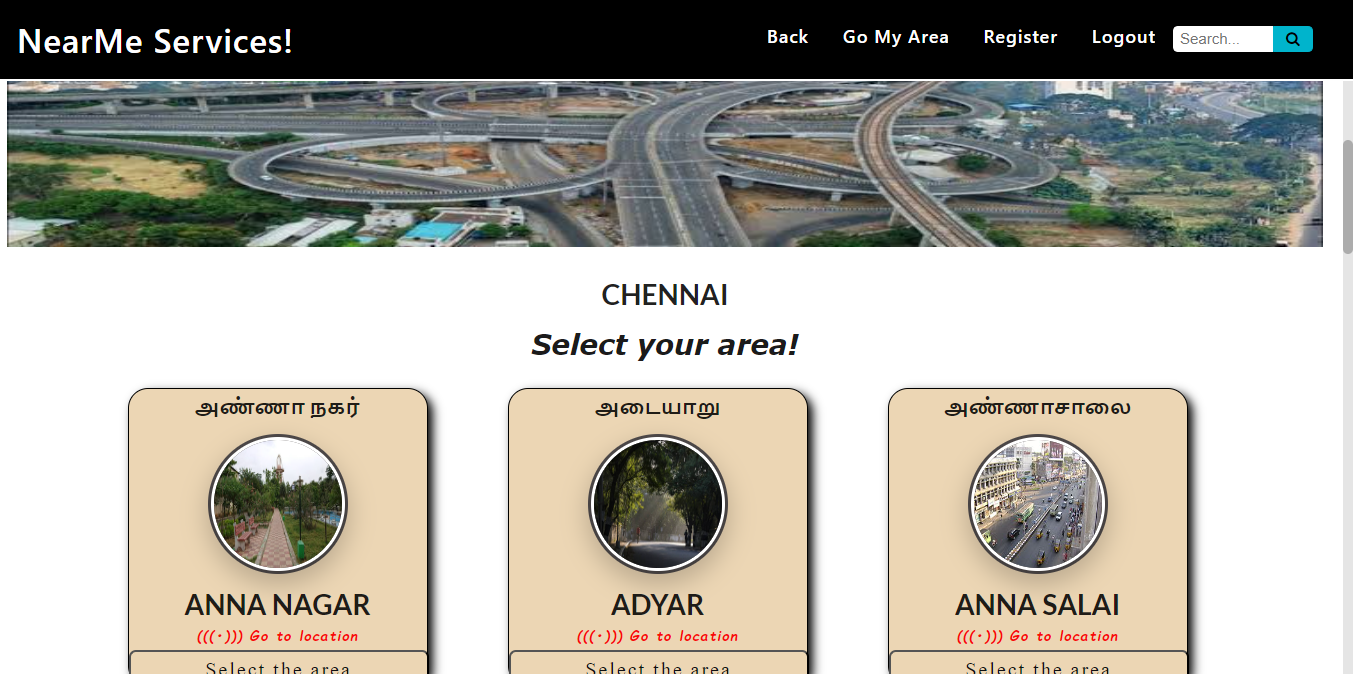 NearMe Services!
Back Go My Area Register Logout Search...
CHENNAI
Select your area!
அண்ணா நகர் அடையாறு அண்ணாசாலை
ANNA NAGAR ADYAR ANNA SALAI
(((·))) Go to location (((·))) Go to location (((·))) Go to location
Select the area Select the area Select the area